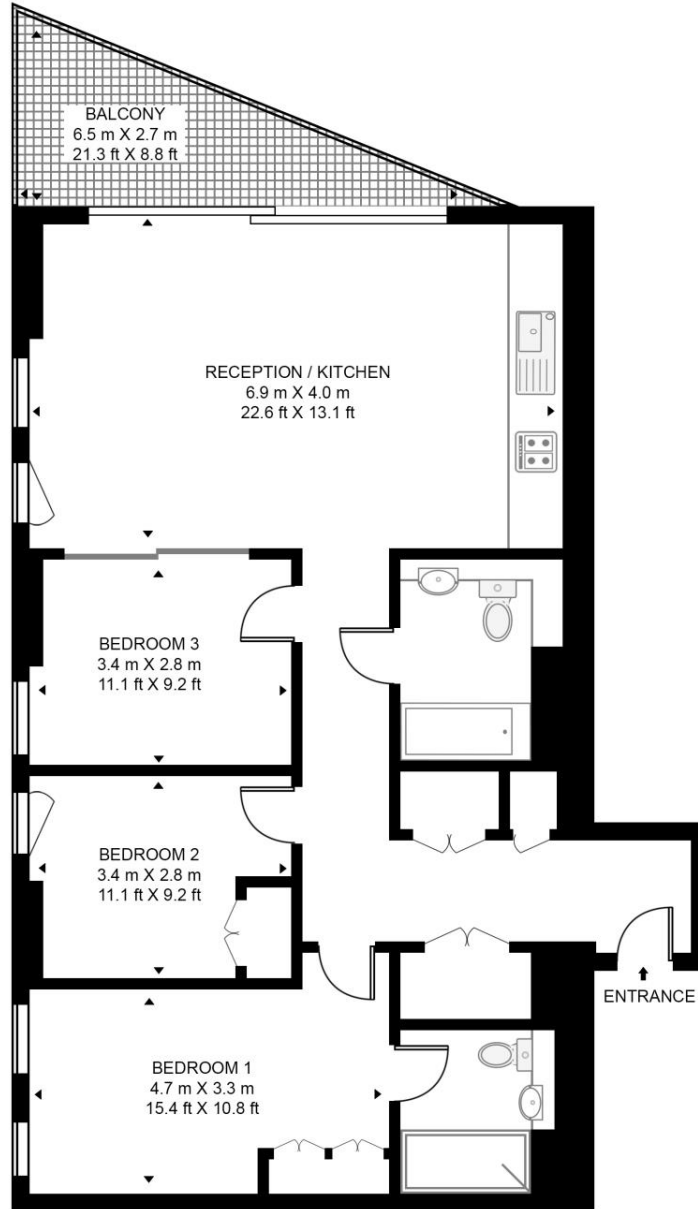 BALCONY
6.5 m X 2.7 m
21.3 ft X 8.8 ft
RECEPTION / KITCHEN
6.9 m X 4.0 m
22.6 ft X 13.1 ft
BEDROOM 3
3.4 m X 2.8 m
11.1 ft X 9.2 ft
BEDROOM 2
3.4 m X 2.8 m
11.1 ft X 9.2 ft
ENTRANCE
BEDROOM 1
4.7 m X 3.3 m
15.4 ft X 10.8 ft